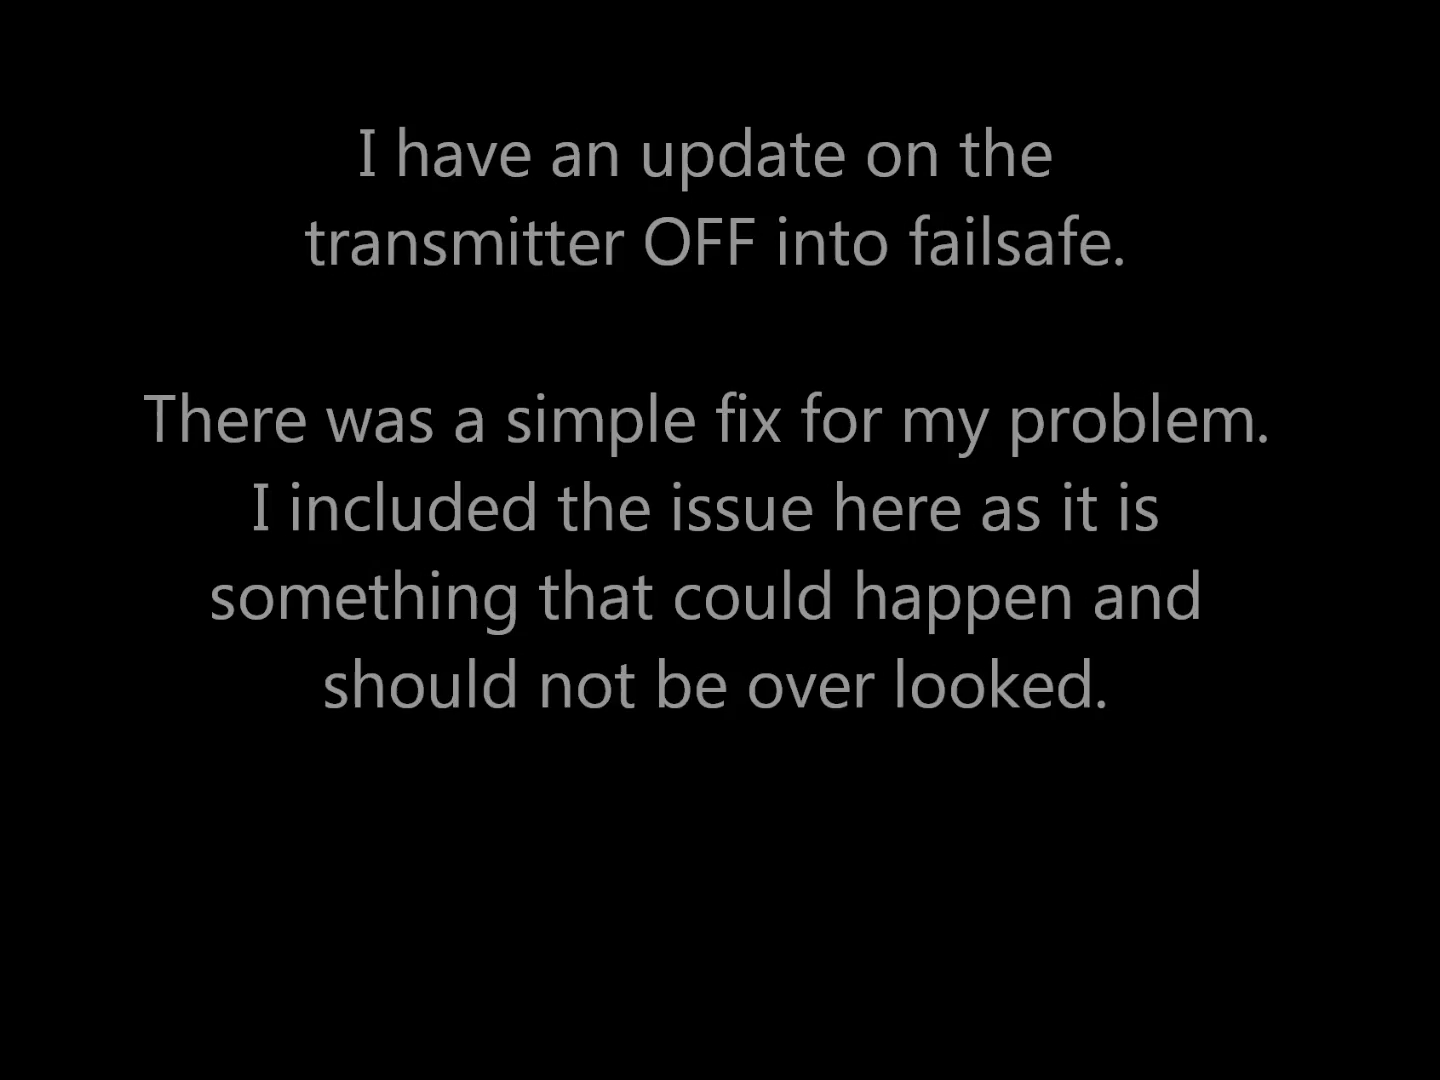 I have an update on the
transmitter OFF into failsafe.
There was a simple fix for my problem.
I included the issue here as it is
something that could happen and
should not be over looked.